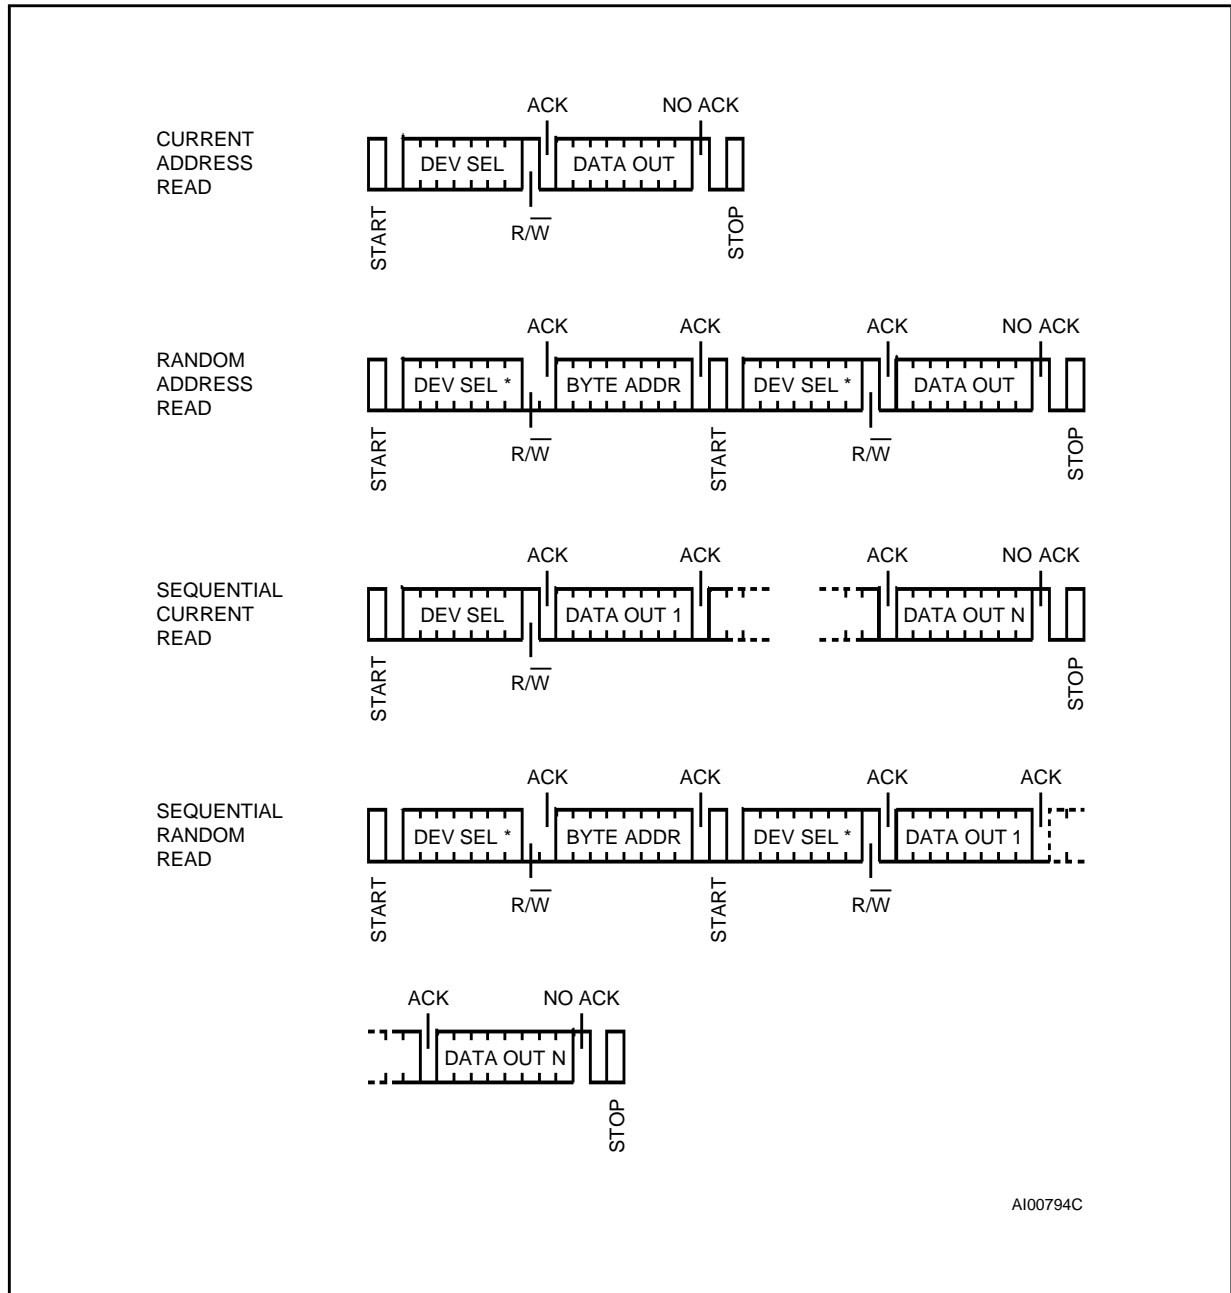 ACK NO ACK
CURRENT
ADDRESS
READ
DEV SEL DATA OUT
START R/W STOP
ACK ACK ACK NO ACK
RANDOM
ADDRESS
READ
DEV SEL * BYTE ADDR DEV SEL * DATA OUT
START R/W START R/W STOP
ACK ACK ACK NO ACK
SEQUENTIAL
CURRENT
READ
DEV SEL DATA OUT 1 DATA OUT N
START R/W STOP
ACK ACK ACK ACK
SEQUENTIAL
RANDOM
READ
DEV SEL * BYTE ADDR DEV SEL * DATA OUT 1
START R/W START R/W
ACK NO ACK
DATA OUT N
STOP
AI00794C